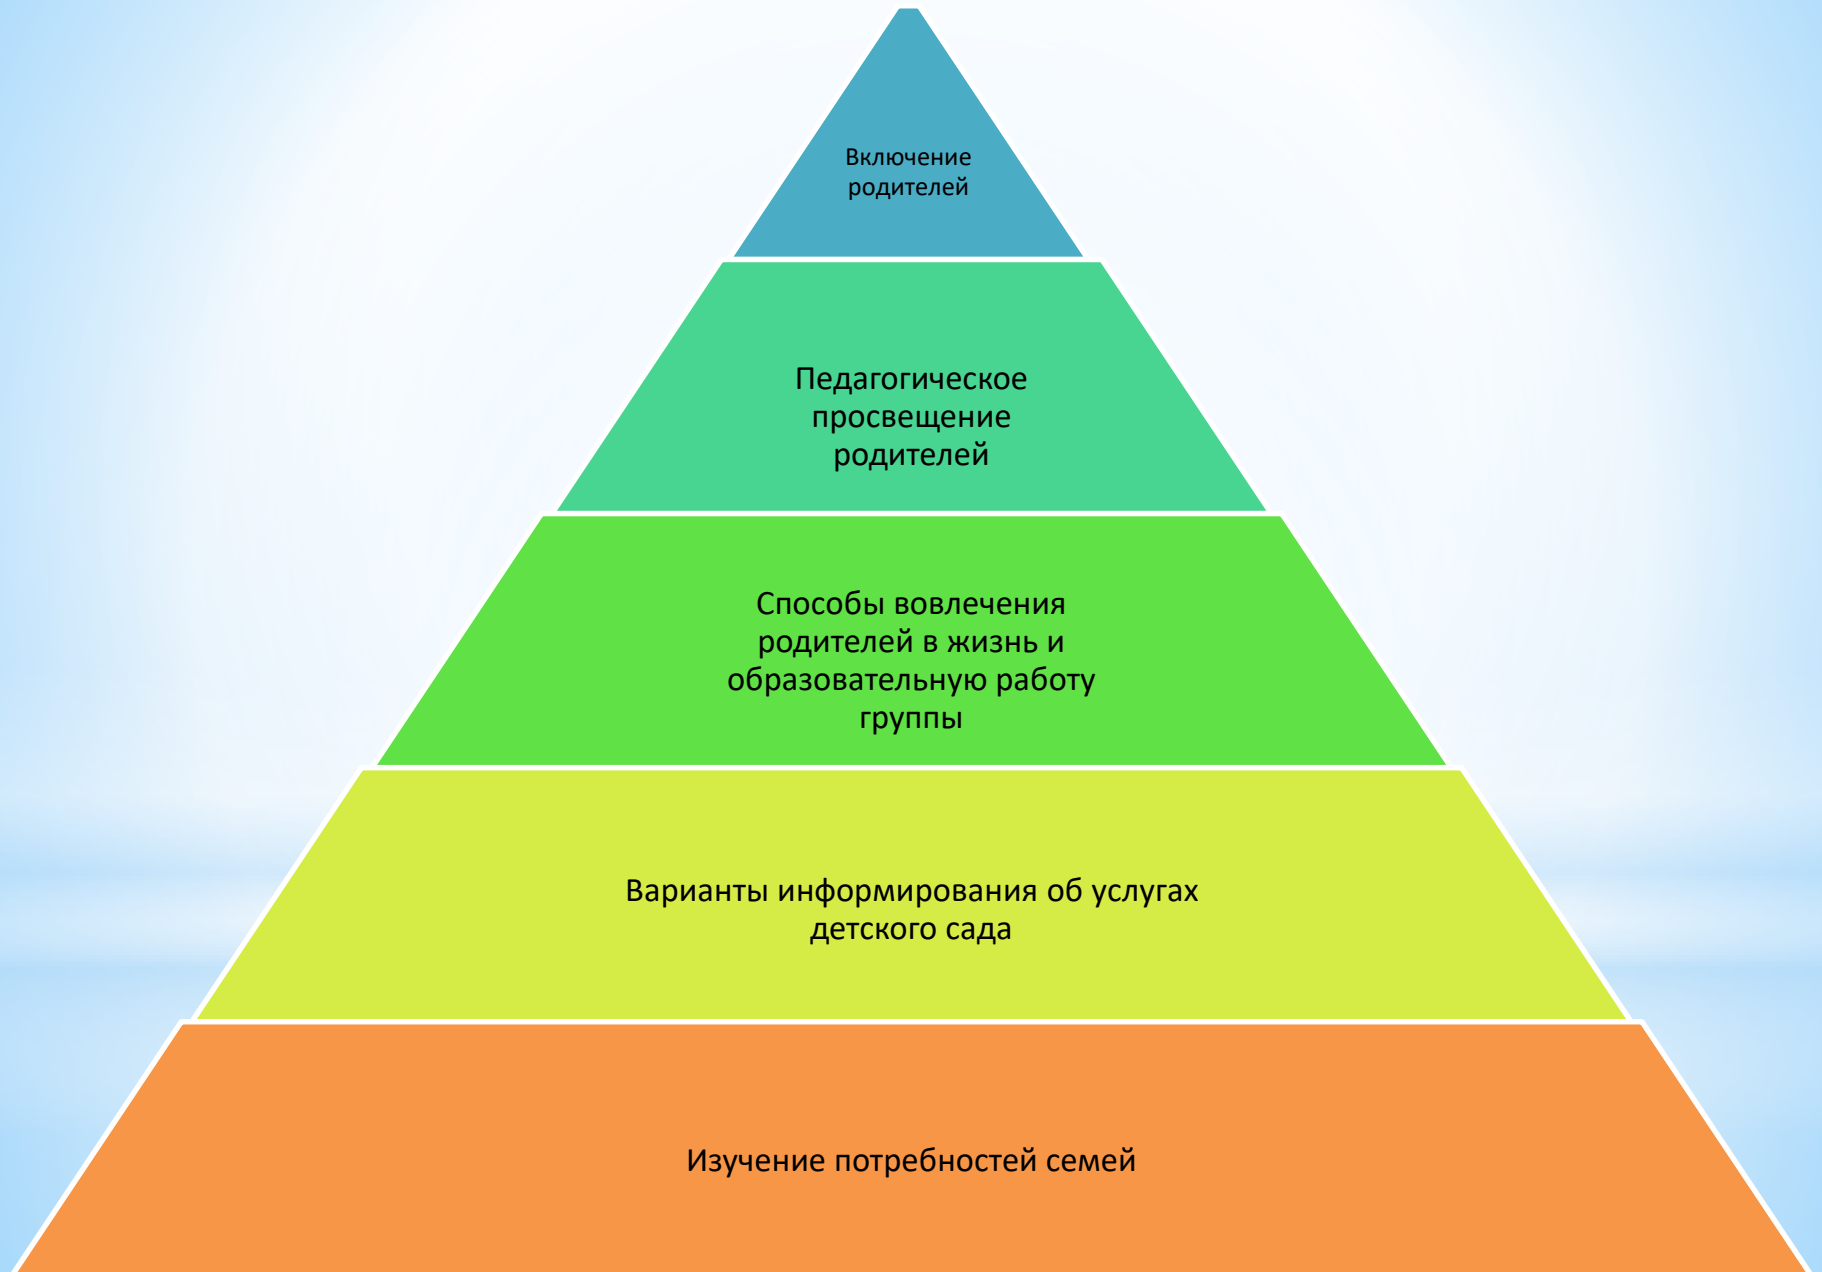 Включение
родителей
Педагогическое
просвещение
родителей
Способы вовлечения
родителей в жизнь и
образовательную работу
группы
Варианты информирования об услугах
детского сада
Изучение потребностей семей